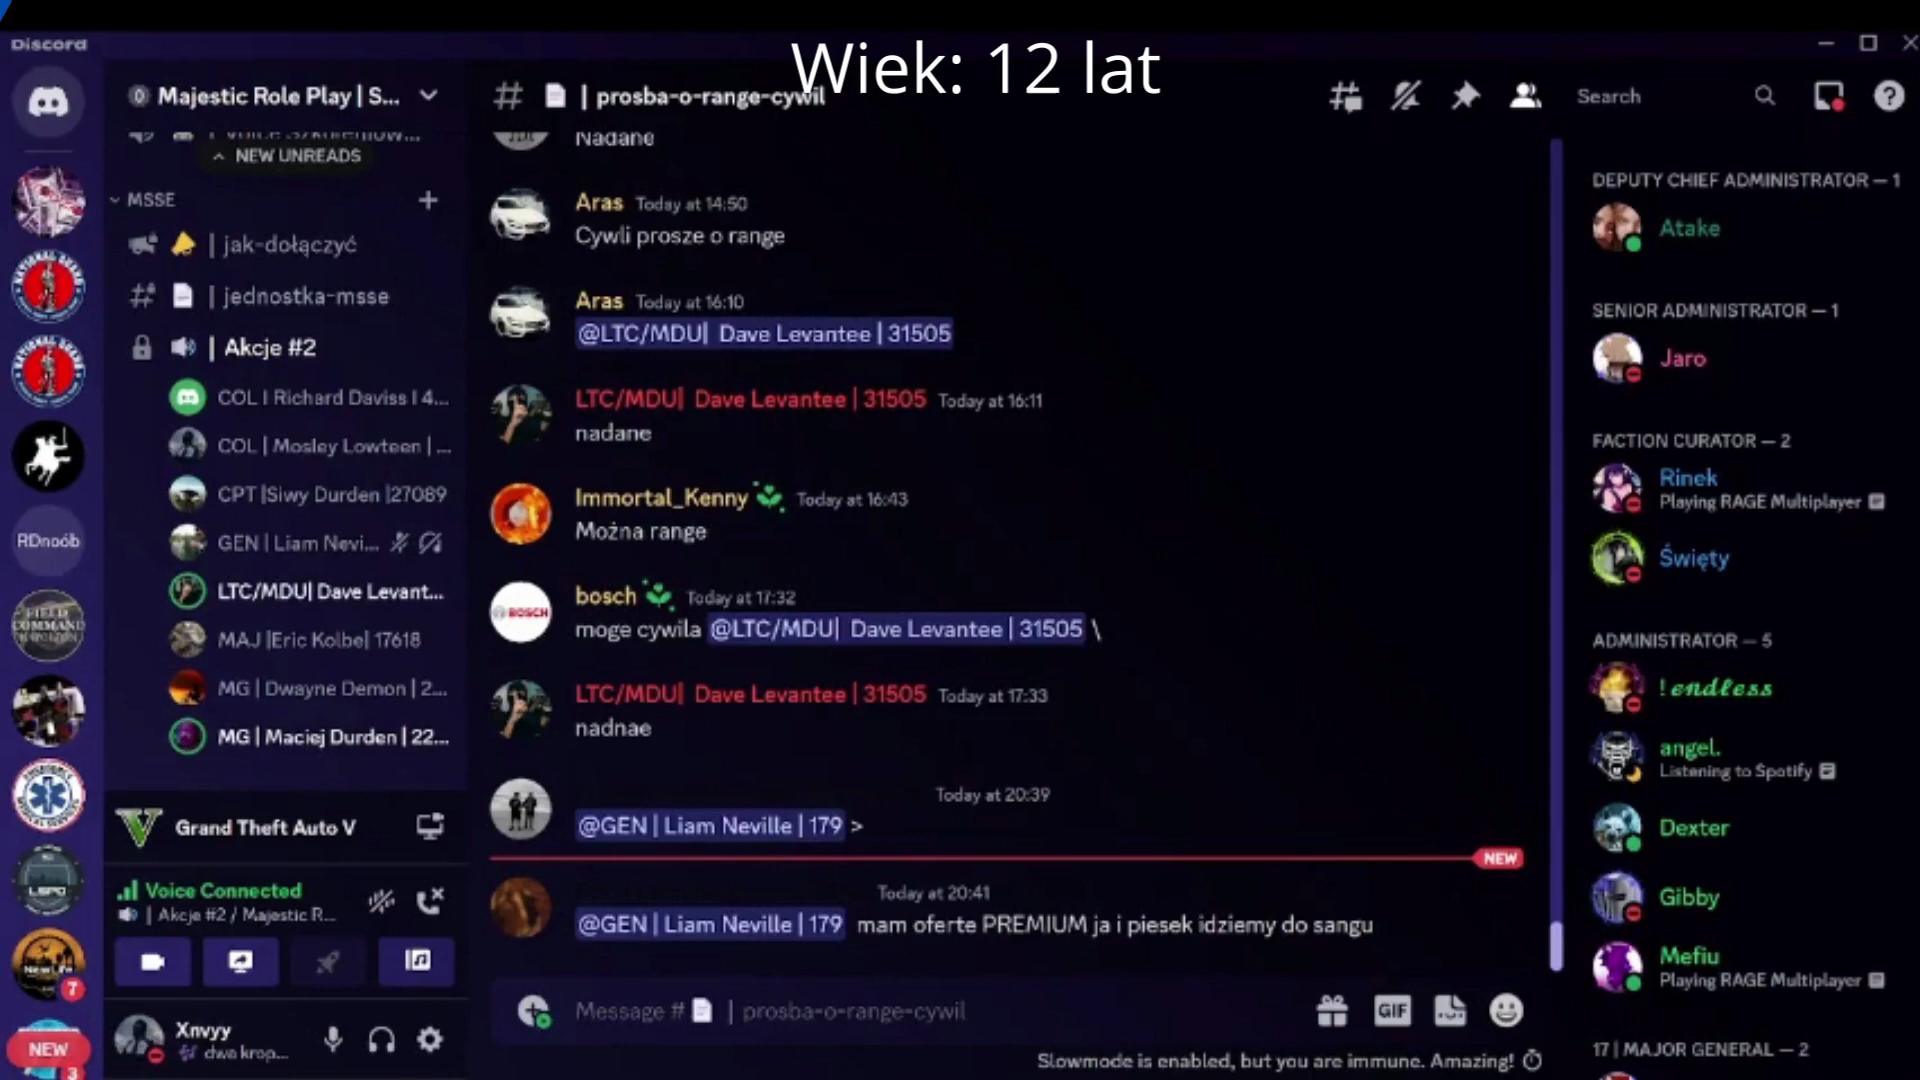 Wiek: 12 lat
Discord
Majestic Role Play | S...
NEW UNREADS
MSSE
| jak-dołączyć
| jednostka-msse
| Akcje #2
COL I Richard Daviss I 4...
COL | Mosley Lowteen | ...
CPT |Siwy Durden |27089
GEN | Liam Nevi...
LTC/MDU| Dave Levant...
MAJ |Eric Kolbe| 17618
MG | Dwayne Demon | 2...
MG | Maciej Durden | 22...
Grand Theft Auto V
Voice Connected
| Akcje #2 / Majestic R...
Xnvyy
dwa krop...
RDnoób
FIELD
COMMAND
LSPD
NewLife
7
NEW
3
| prosba-o-range-cywil
Search
Nadane
Aras Today at 14:50
Cywli prosze o range
Aras Today at 16:10
@LTC/MDU| Dave Levantee | 31505
LTC/MDU| Dave Levantee | 31505 Today at 16:11
nadane
Immortal_Kenny Today at 16:43
Można range
BOSCH
bosch Today at 17:32
moge cywila @LTC/MDU| Dave Levantee | 31505 \
LTC/MDU| Dave Levantee | 31505 Today at 17:33
nadnae
Today at 20:39
@GEN | Liam Neville | 179 >
NEW
Today at 20:41
@GEN | Liam Neville | 179 mam oferte PREMIUM ja i piesek idziemy do sangu
Message # | prosba-o-range-cywil
GIF
Slowmode is enabled, but you are immune. Amazing!
DEPUTY CHIEF ADMINISTRATOR — 1
Atake
SENIOR ADMINISTRATOR — 1
Jaro
FACTION CURATOR — 2
Rinek
Playing RAGE Multiplayer
Święty
ADMINISTRATOR — 5
! endless
angel.
Listening to Spotify
Dexter
Gibby
Mefiu
Playing RAGE Multiplayer
17 | MAJOR GENERAL — 2